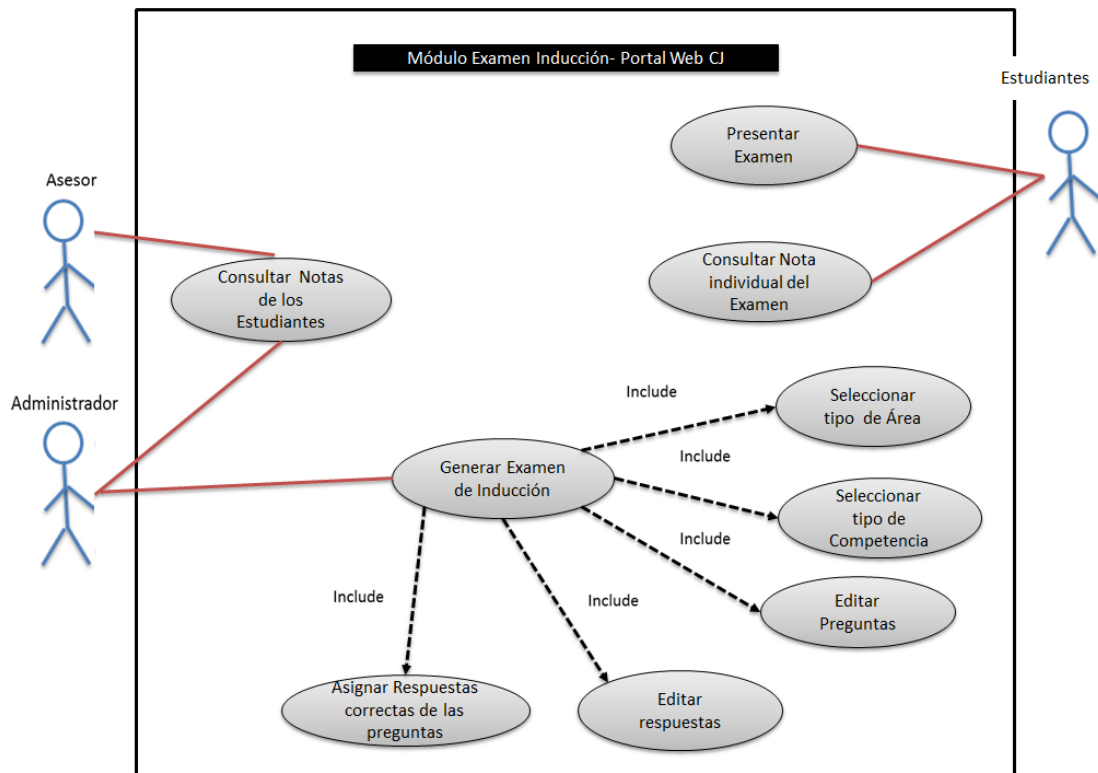 Módulo Examen Inducción- Portal Web CJ
Estudiantes
Presentar
Examen
Asesor
Consultar Nota
individual del
Examen
Consultar Notas
de los
Estudiantes
Administrador
Include
Seleccionar
tipo de Área
Include
Generar Examen
de Inducción
Seleccionar
tipo de
Competencia
Include
Include
Include
Editar
Preguntas
Asignar Respuestas
correctas de las
preguntas
Editar
respuestas